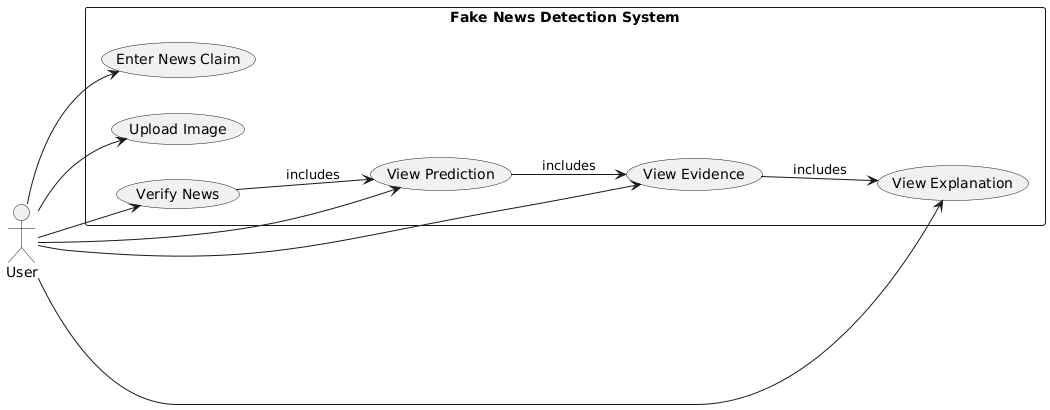 Fake News Detection System
Enter News Claim
Upload Image
Verify News
includes
View Prediction
includes
View Evidence
includes
View Explanation
User